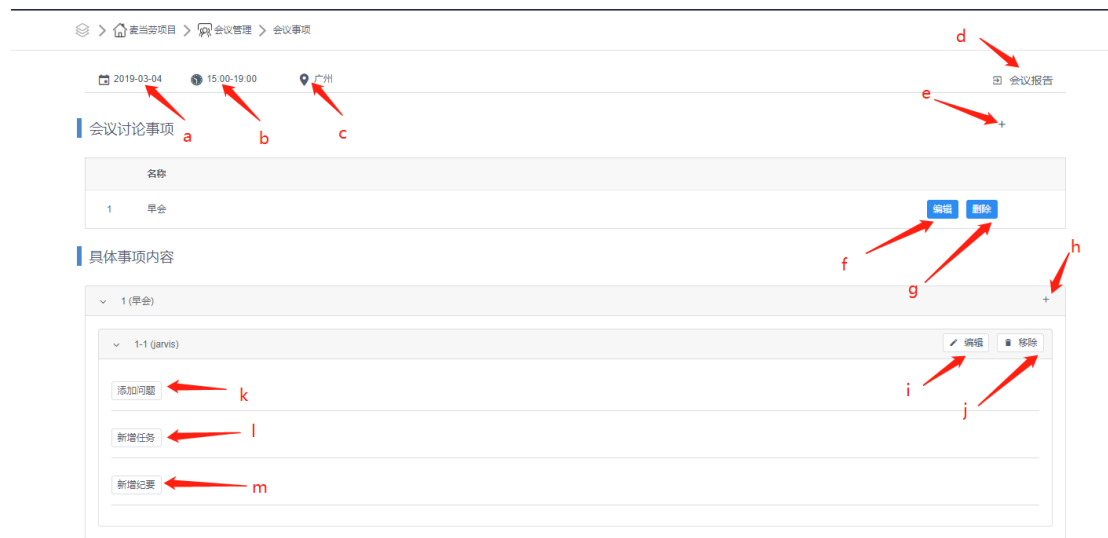 麦当劳项目 会议管理 会议事项
d
2019-03-04 15:00-19:00 广州 会议报告
e
会议讨论事项 +
a b c
名称
1 早会 编辑 删除
具体事项内容
f g h
1 (早会) +
1-1 (jarvis) 编辑 移除
添加问题 k i j
新增任务 l
新增纪要 m